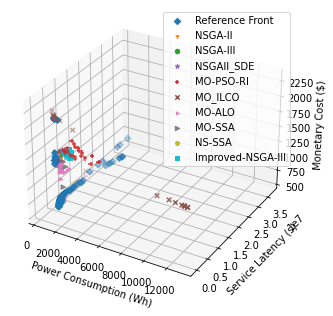 Reference Front
NSGA-II
NSGA-III
NSGAII_SDE
MO-PSO-RI
MO_ILCO
MO-ALO
MO-SSA
NS-SSA
Improved-NSGA-III
2250
2000
1750
1500
1250
1000
750
500
Monetary Cost ($)
0
2000
4000
6000
8000
10000
12000
Power Consumption (Wh)
0.0
0.5
1.0
1.5
2.0
2.5
3.0
3.5
Service Latency (s)